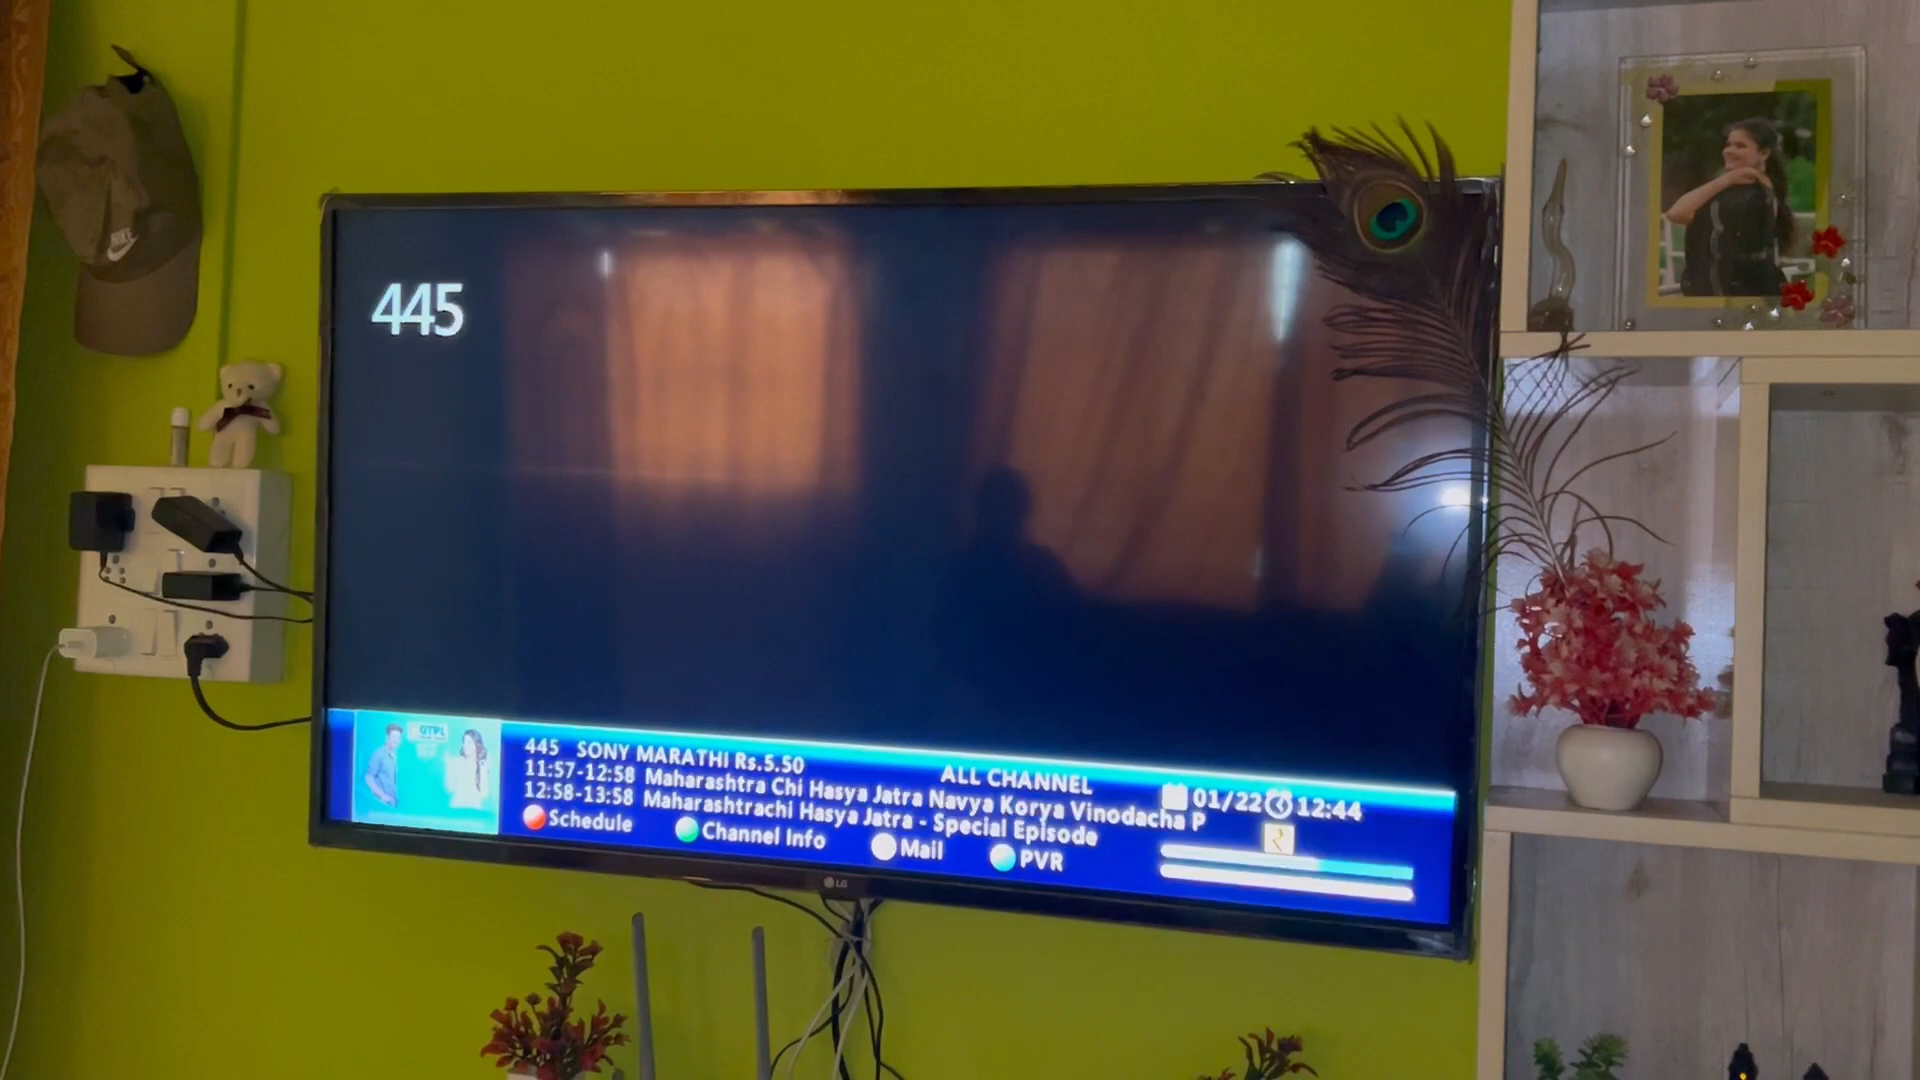 NIKE
445
GTPL
445 SONY MARATHI Rs.5.50
ALL CHANNEL
01/22 12:44
11:57-12:58 Maharashtra Chi Hasya Jatra Navya Korya Vinodacha P
12:58-13:58 Maharashtrachi Hasya Jatra - Special Episode
₹
Schedule Channel Info Mail PVR
LG